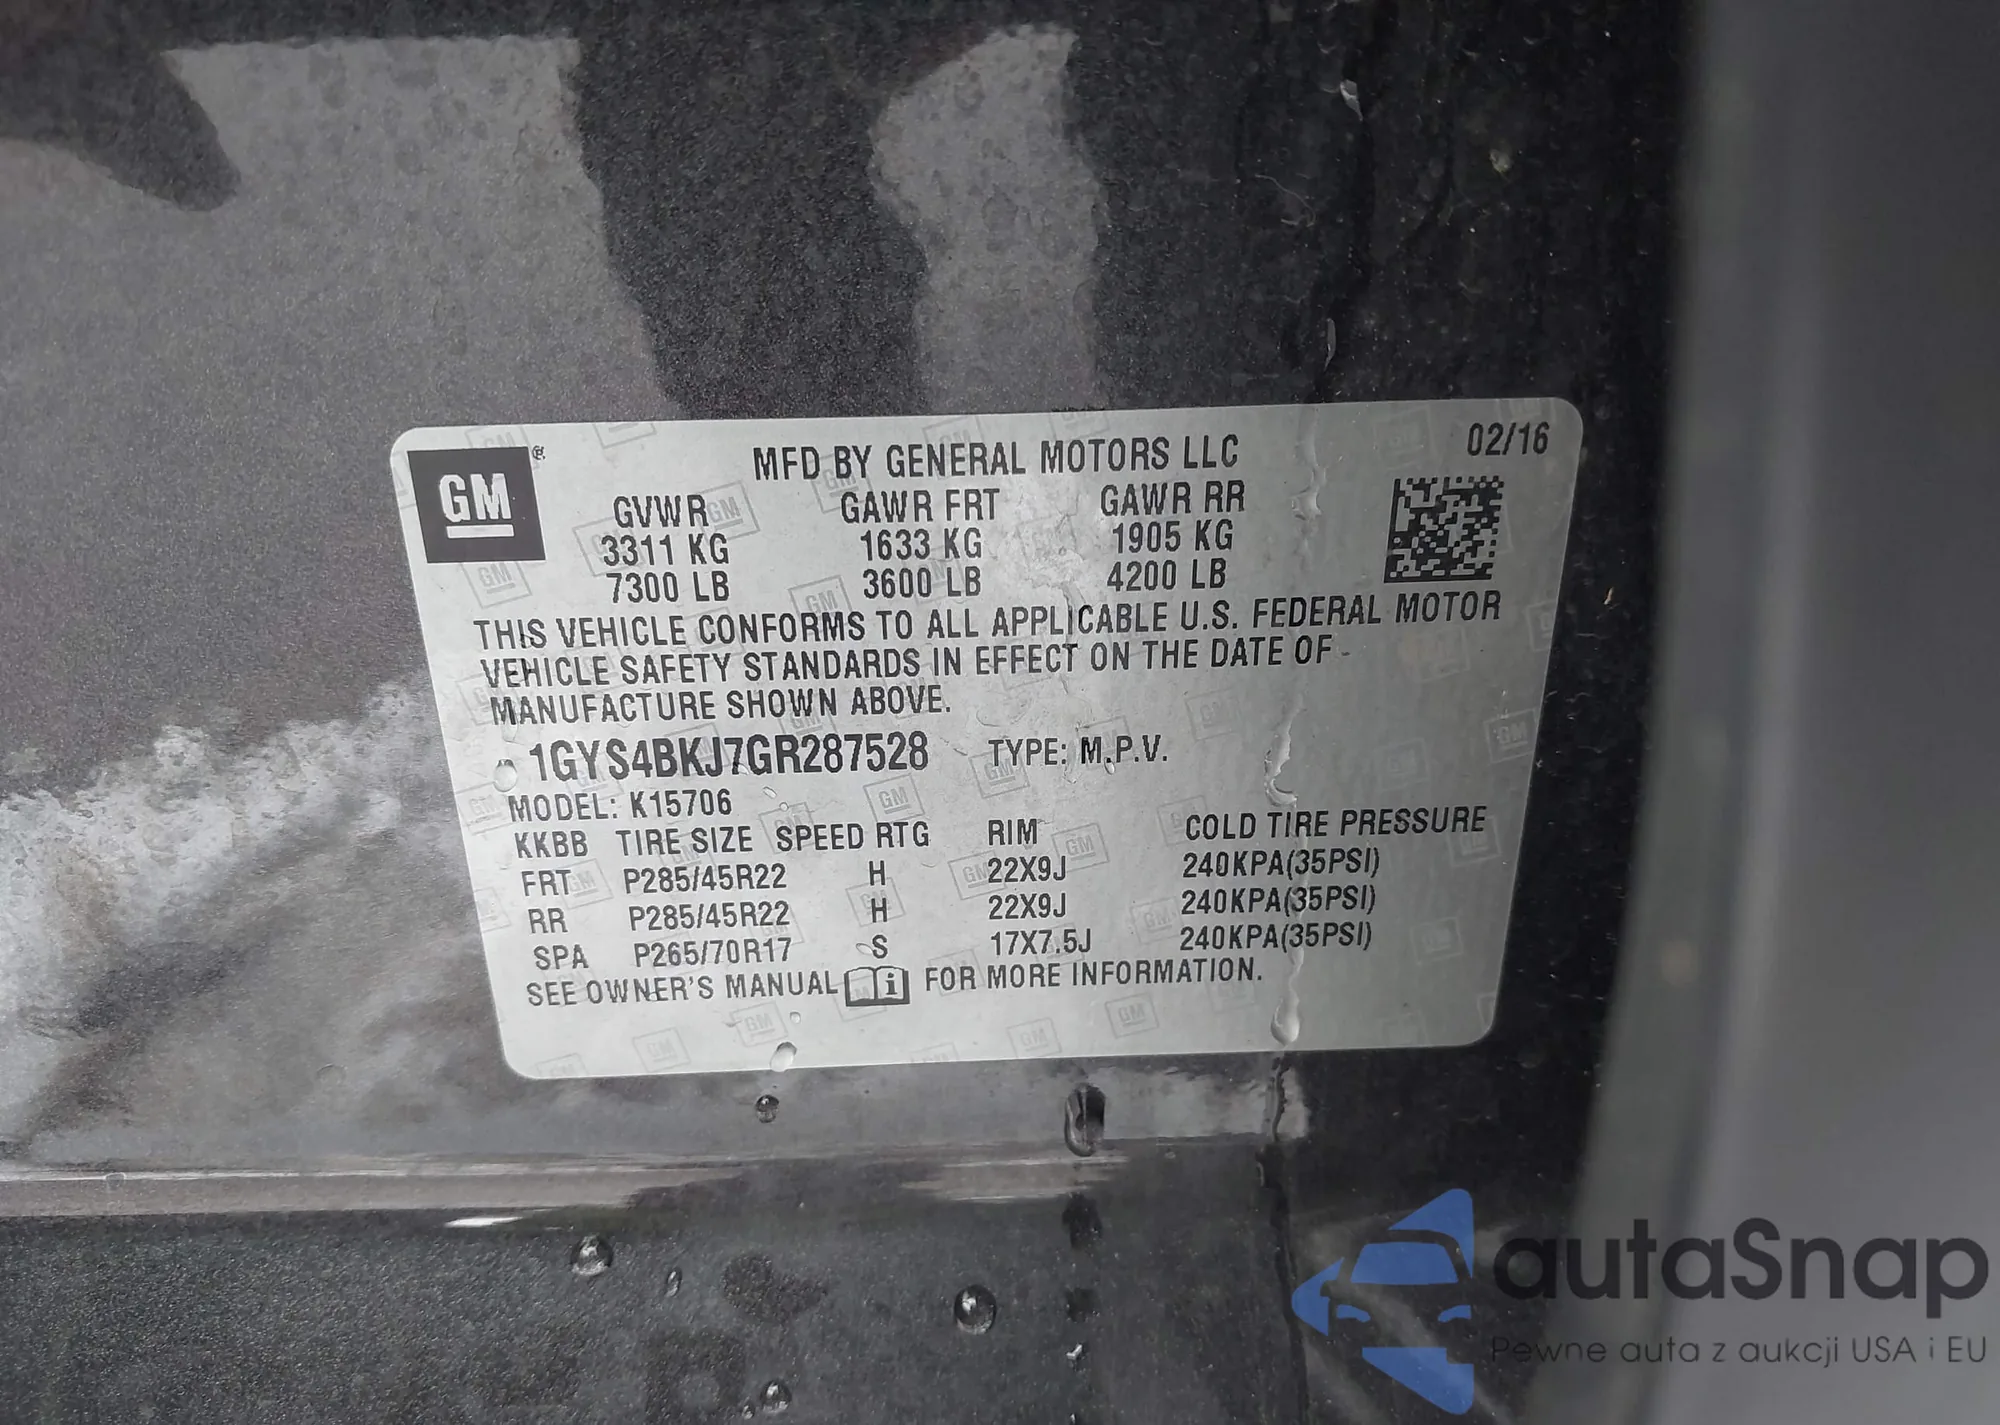 GM
MFD BY GENERAL MOTORS LLC 02/16
GVWR GAWR FRT GAWR RR
3311 KG 1633 KG 1905 KG
7300 LB 3600 LB 4200 LB
THIS VEHICLE CONFORMS TO ALL APPLICABLE U.S. FEDERAL MOTOR
VEHICLE SAFETY STANDARDS IN EFFECT ON THE DATE OF
MANUFACTURE SHOWN ABOVE.
1GYS4BKJ7GR287528 TYPE: M.P.V.
MODEL: K15706
KKBB TIRE SIZE SPEED RTG RIM COLD TIRE PRESSURE
FRT P285/45R22 H 22X9J 240KPA(35PSI)
RR P285/45R22 H 22X9J 240KPA(35PSI)
SPA P265/70R17 S 17X7.5J 240KPA(35PSI)
SEE OWNER'S MANUAL i FOR MORE INFORMATION.
autaSnap
Pewne auta z aukcji USA i EU